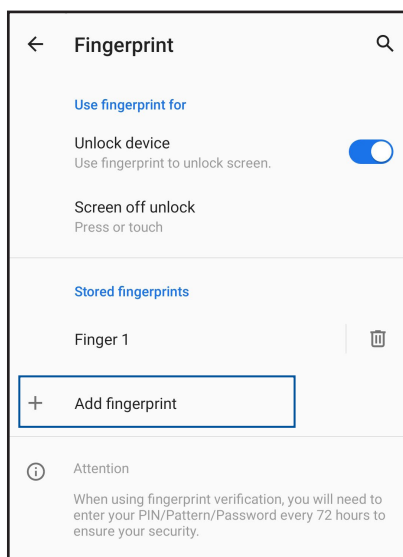 Fingerprint
Use fingerprint for
Unlock device
Use fingerprint to unlock screen.
Screen off unlock
Press or touch
Stored fingerprints
Finger 1
Add fingerprint
Attention
When using fingerprint verification, you will need to
enter your PIN/Pattern/Password every 72 hours to
ensure your security.